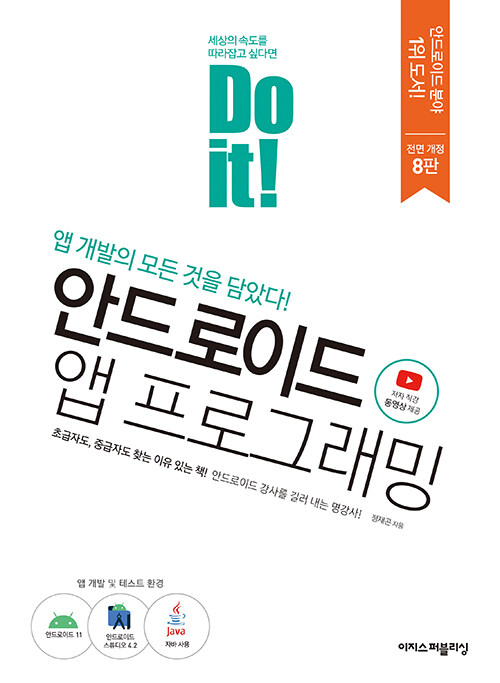 세상의 속도를
따라잡고 싶다면
Do
it!
안드로이드 분야
1위 도서!
전면 개정
8판
앱 개발의 모든 것을 담았다!
안드로이드
앱 프로그래밍
저자 직강
동영상 제공
초급자도, 중급자도 찾는 이유 있는 책! 안드로이드 강사를 길러 내는 명강사!
정재곤 지음
앱 개발 및 테스트 환경
안드로이드 11
안드로이드
스튜디오 4.2
Java
자바 사용
이지스 퍼블리싱